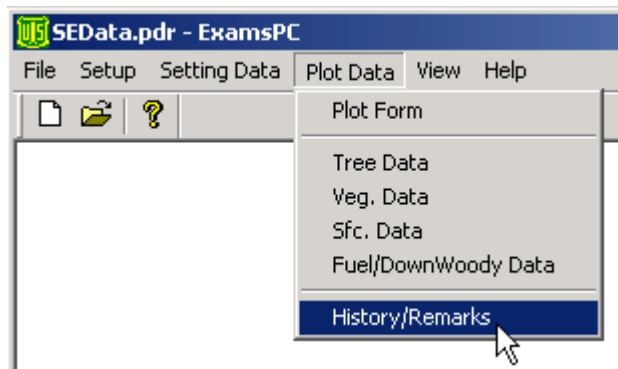 SEData.pdr - ExamsPC
File Setup Setting Data Plot Data View Help
Plot Form
Tree Data
Veg. Data
Sfc. Data
Fuel/DownWoody Data
History/Remarks